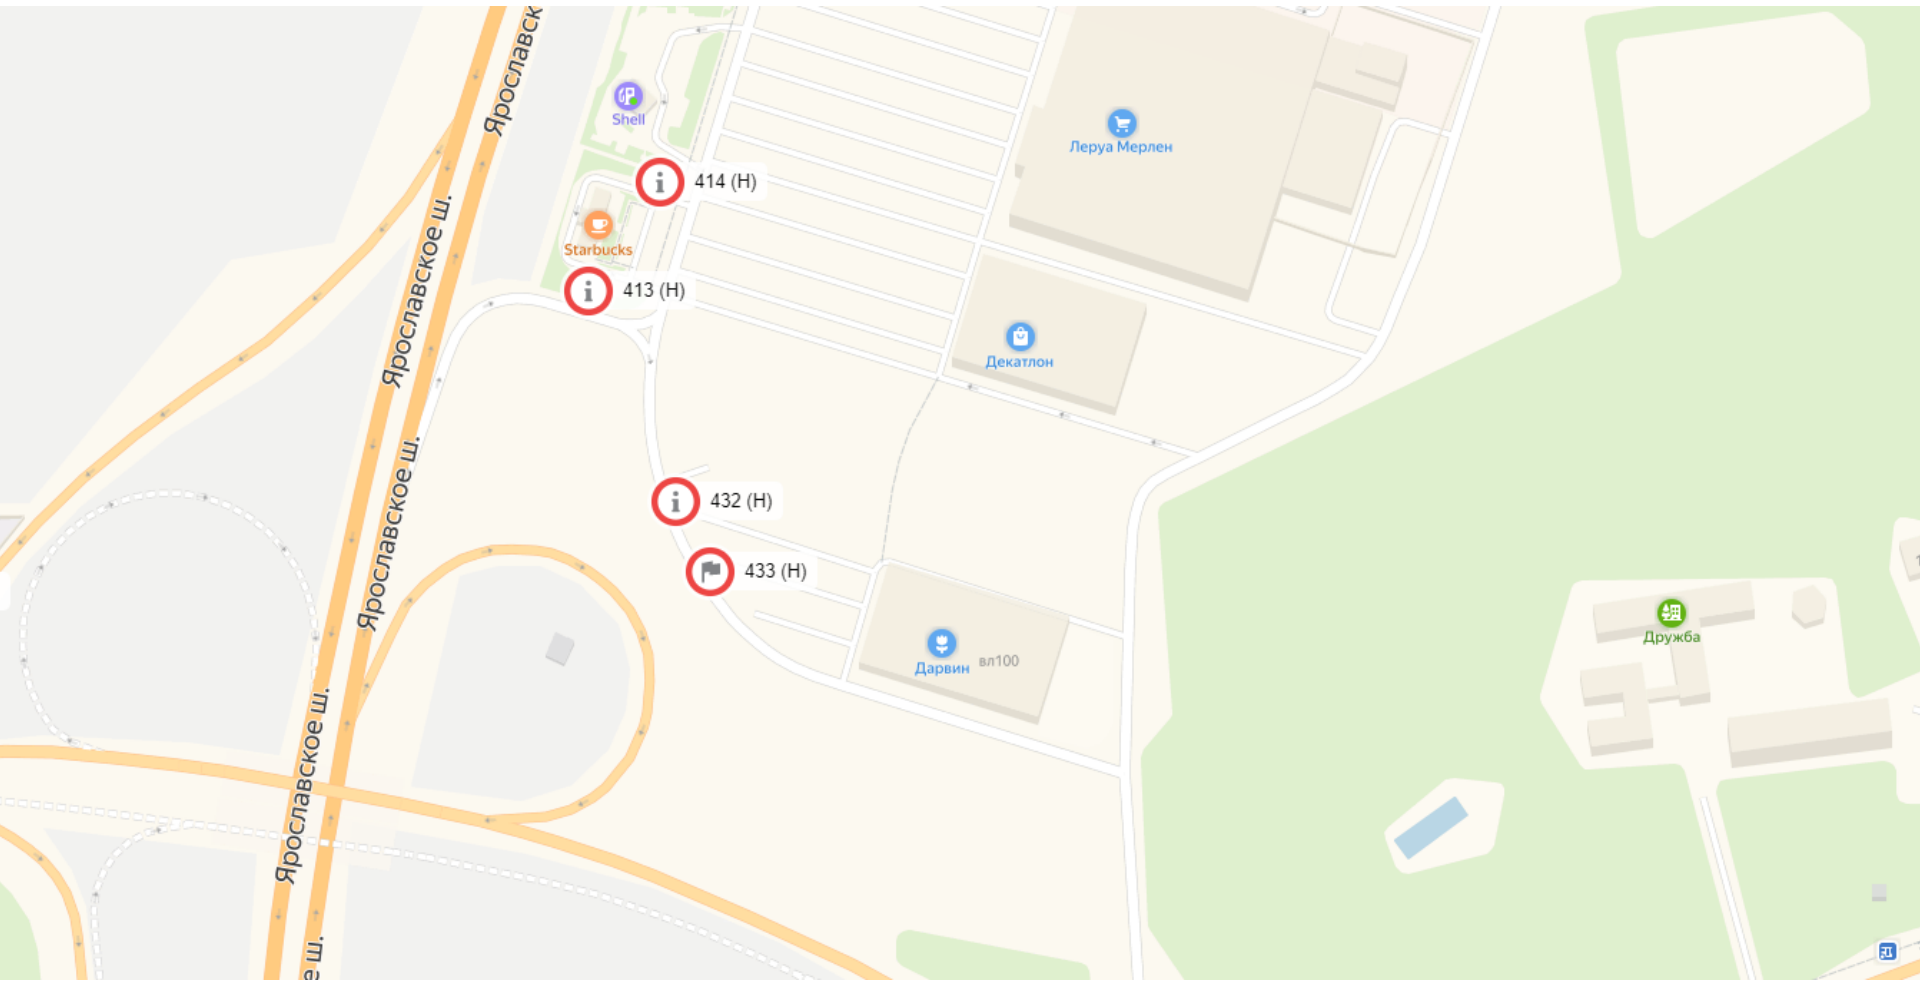 Ярославск
Shell
Леруа Мерлен
414 (H)
Ярославское ш.
Starbucks
413 (H)
Декатлон
Ярославское ш.
432 (H)
433 (H)
Дружба
Дарвин
вл100
Ярославское ш.
е ш.